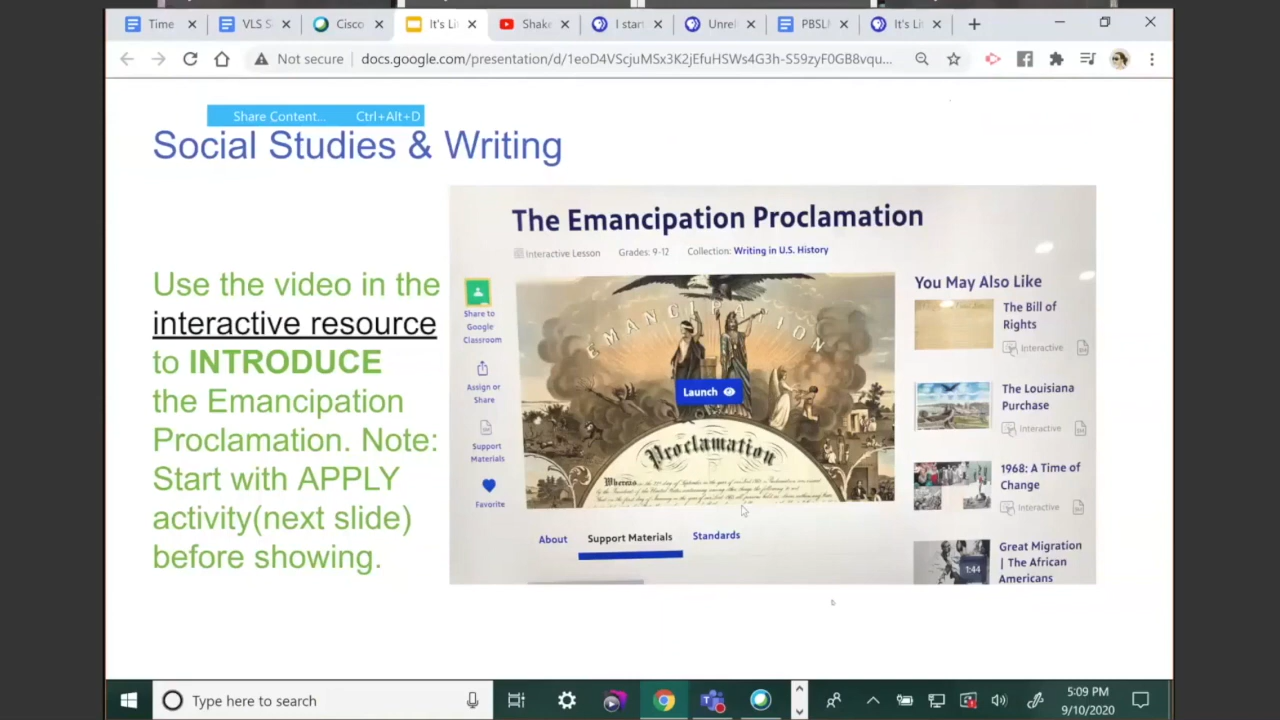 Time
VLS S
Cisco
It's Li
Shake
I start
Unrel
PBSL
It's Li
Not secure
docs.google.com/presentation/d/1eoD4VScjuMSx3K2jEfuHSWs4G3h-S59zyF0GB8vqu...
Share Content... Ctrl+Alt+D
Social Studies & Writing
Use the video in the
interactive resource
to INTRODUCE
the Emancipation
Proclamation. Note:
Start with APPLY
activity(next slide)
before showing.
The Emancipation Proclamation
Interactive Lesson Grades: 9-12 Collection: Writing in U.S. History
Share to
Google
Classroom
Assign or
Share
Support
Materials
Favorite
EMANCIPATION
Launch
Proclamation
Whereas
You May Also Like
The Bill of
Rights
Interactive
The Louisiana
Purchase
Interactive
1968: A Time of
Change
Interactive
1:44
Great Migration
| The African
Americans
About Support Materials Standards
Type here to search
5:09 PM
9/10/2020